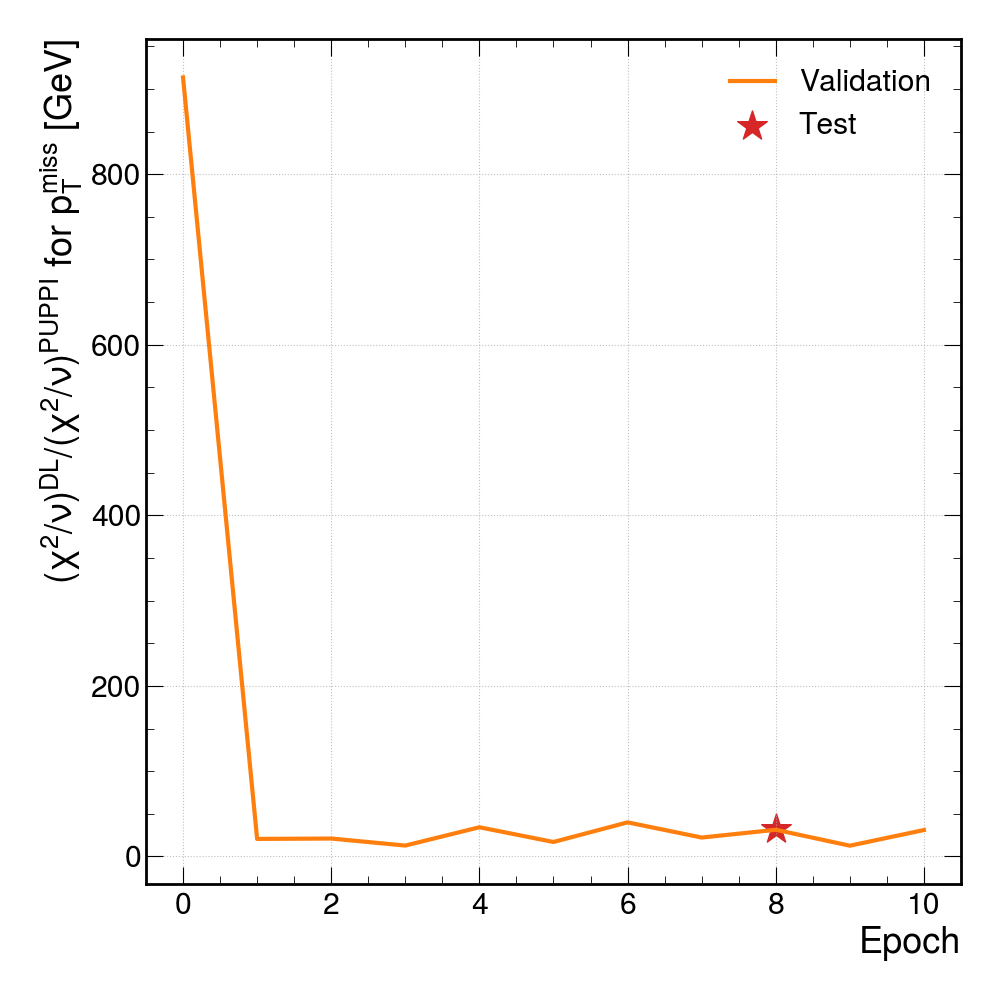 (χ²/ν)ᴰᴸ/(χ²/ν)ᴾᵁᴾᴾᴵ for p_T^miss [GeV]
Validation
Test
800
600
400
200
0
0 2 4 6 8 10
Epoch